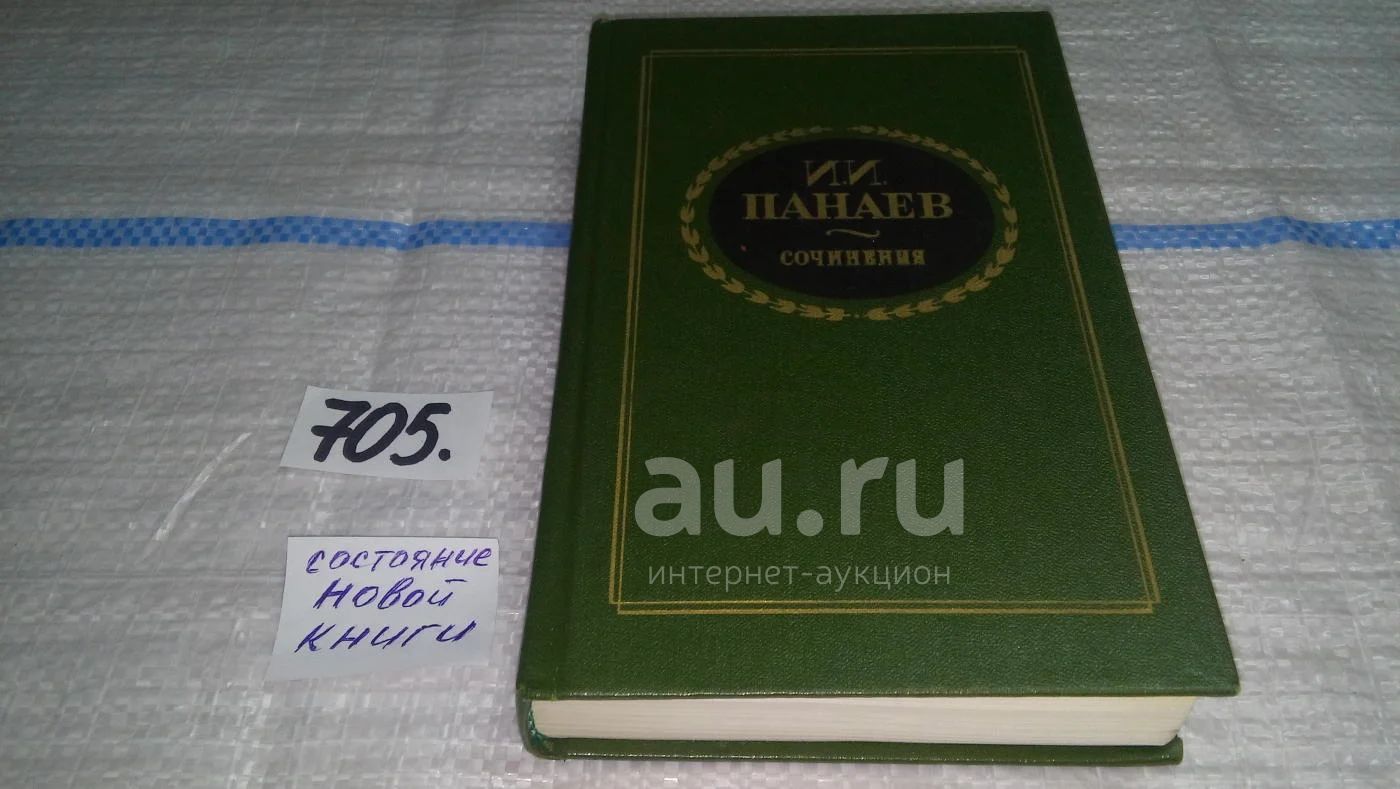 И.И.
ПАНАЕВ
СОЧИНЕНИЯ
705.
состояние
новой
книги
au.ru
интернет-аукцион